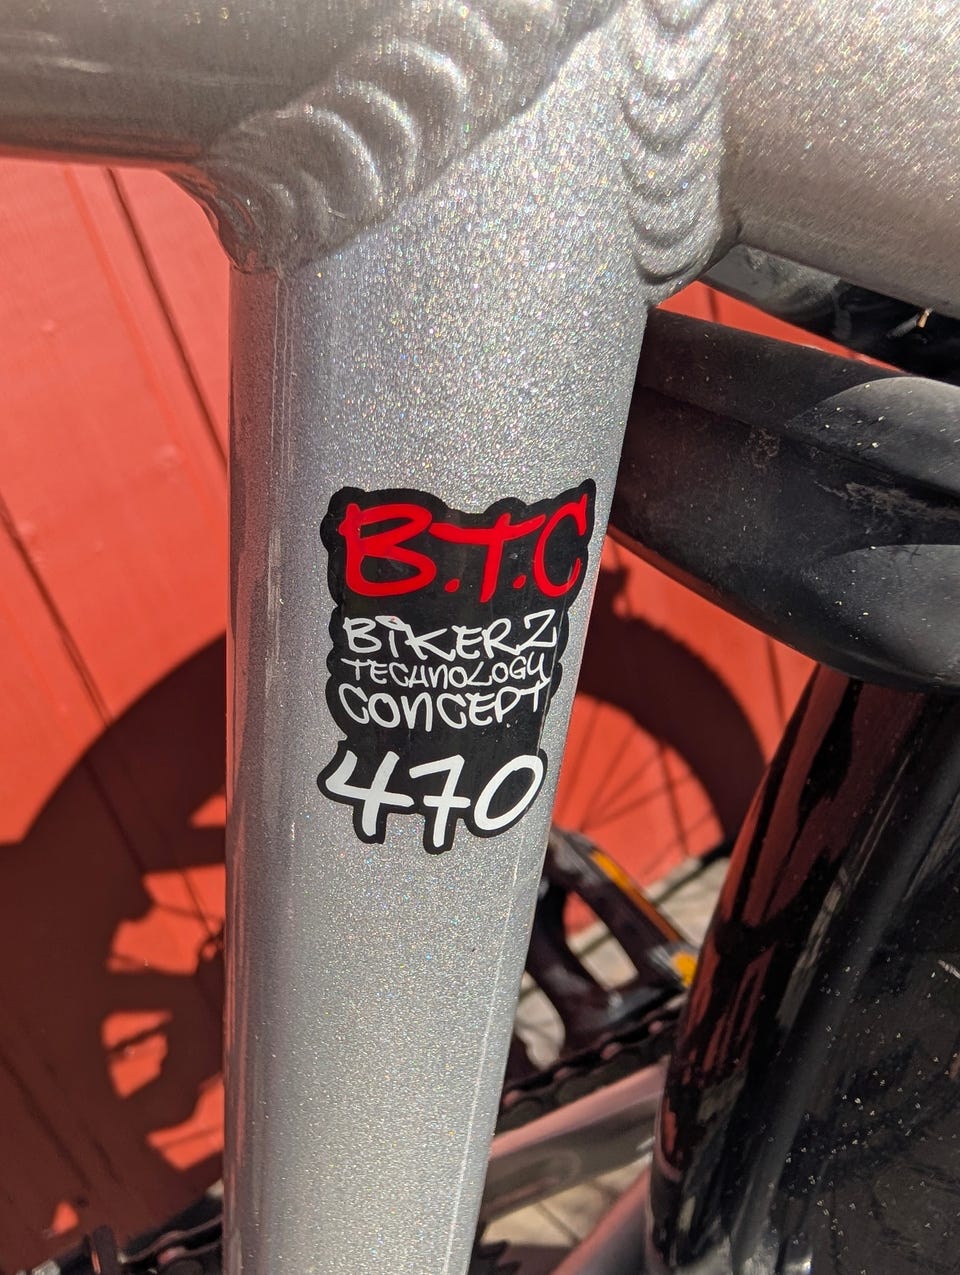 B.T.C
BIKERZ
TECHNOLOGY
CONCEPT
470